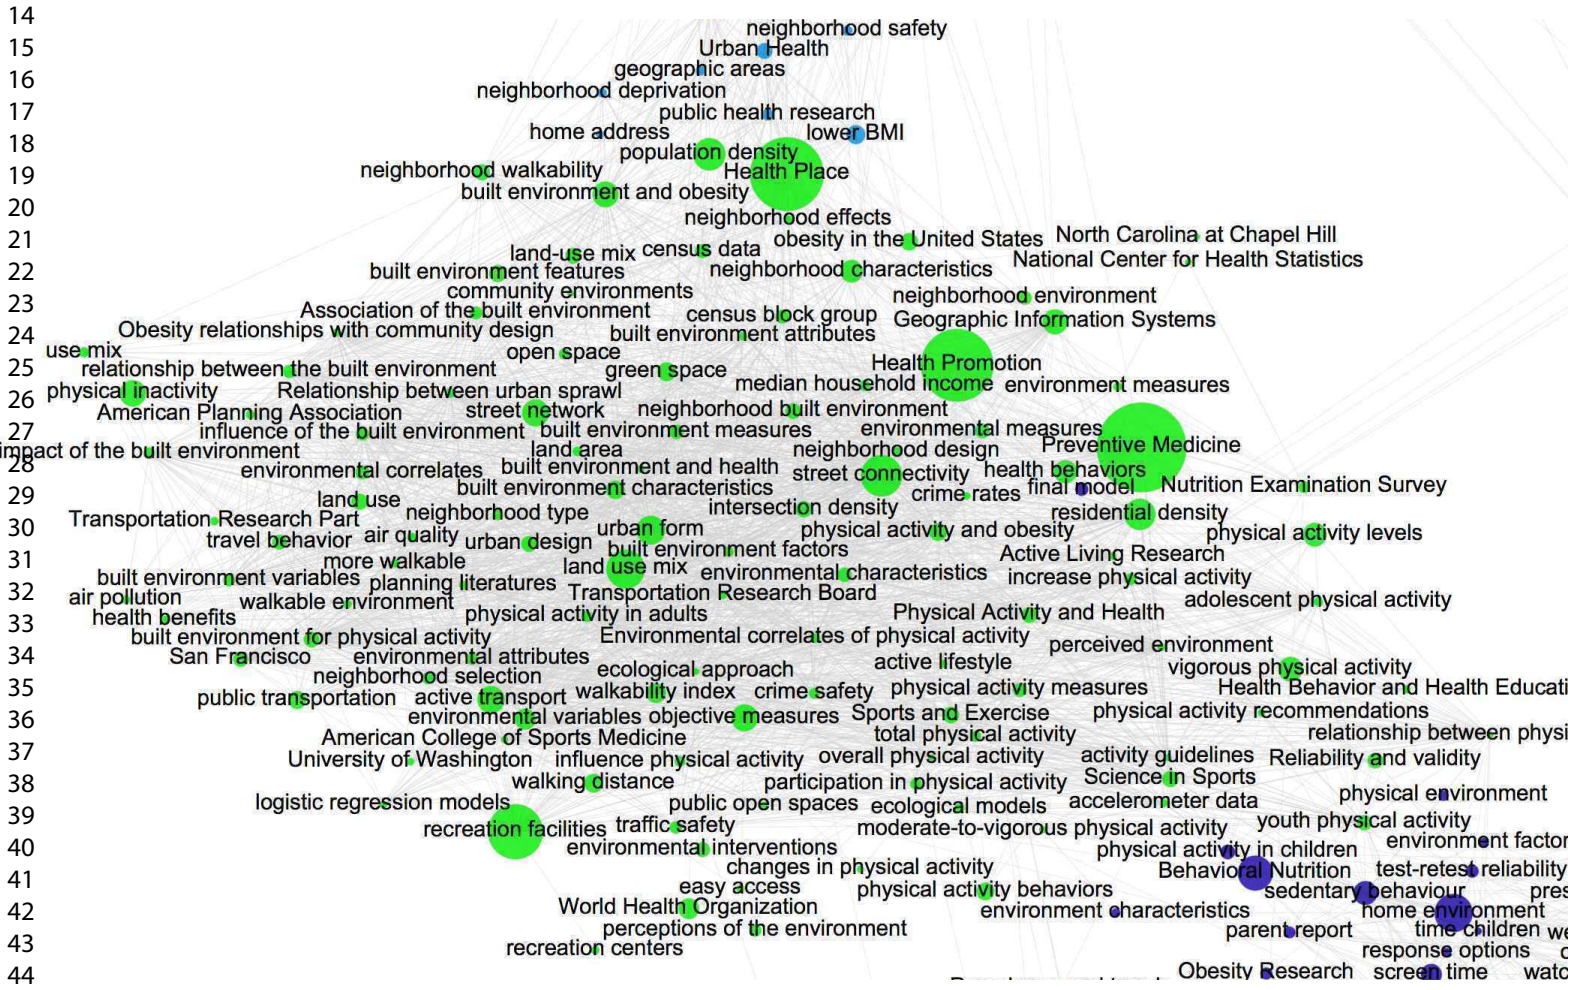 14
neighborhood safety
15
Urban Health
geographic areas
16
neighborhood deprivation
17
public health research
home address
lower BMI
18
population density
neighborhood walkability
Health Place
19
built environment and obesity
20
neighborhood effects
21
obesity in the United States
North Carolina at Chapel Hill
land-use mix
census data
National Center for Health Statistics
22
built environment features
neighborhood characteristics
community environments
neighborhood environment
23
Association of the built environment
census block group
Geographic Information Systems
24
Obesity relationships with community design
built environment attributes
use mix
open space
25
relationship between the built environment
green space
Health Promotion
physical inactivity
Relationship between urban sprawl
median household income
environment measures
26
American Planning Association
street network
neighborhood built environment
27
influence of the built environment
built environment measures
environmental measures
impact of the built environment
land area
neighborhood design
Preventive Medicine
28
environmental correlates
built environment and health
street connectivity
health behaviors
29
land use
built environment characteristics
crime rates
final model
Nutrition Examination Survey
Transportation Research Part
neighborhood type
intersection density
residential density
30
travel behavior
air quality
urban design
urban form
physical activity and obesity
physical activity levels
31
more walkable
built environment factors
Active Living Research
built environment variables
planning literatures
land use mix
environmental characteristics
increase physical activity
32
air pollution
walkable environment
Transportation Research Board
adolescent physical activity
health benefits
physical activity in adults
Physical Activity and Health
33
built environment for physical activity
Environmental correlates of physical activity
perceived environment
34
San Francisco
environmental attributes
ecological approach
active lifestyle
vigorous physical activity
neighborhood selection
35
public transportation
active transport
walkability index
crime safety
physical activity measures
Health Behavior and Health Educati
36
environmental variables
objective measures
Sports and Exercise
physical activity recommendations
American College of Sports Medicine
total physical activity
relationship between physi
37
University of Washington
influence physical activity
overall physical activity
activity guidelines
Reliability and validity
38
walking distance
participation in physical activity
Science in Sports
logistic regression models
public open spaces
ecological models
accelerometer data
physical environment
39
recreation facilities
traffic safety
moderate-to-vigorous physical activity
youth physical activity
40
environmental interventions
physical activity in children
environment factor
changes in physical activity
Behavioral Nutrition
test-retest reliability
41
easy access
physical activity behaviors
sedentary behaviour
pres
42
World Health Organization
environment characteristics
home environment
perceptions of the environment
parent report
time children
we
43
recreation centers
response options
44
Obesity Research
screen time
watc